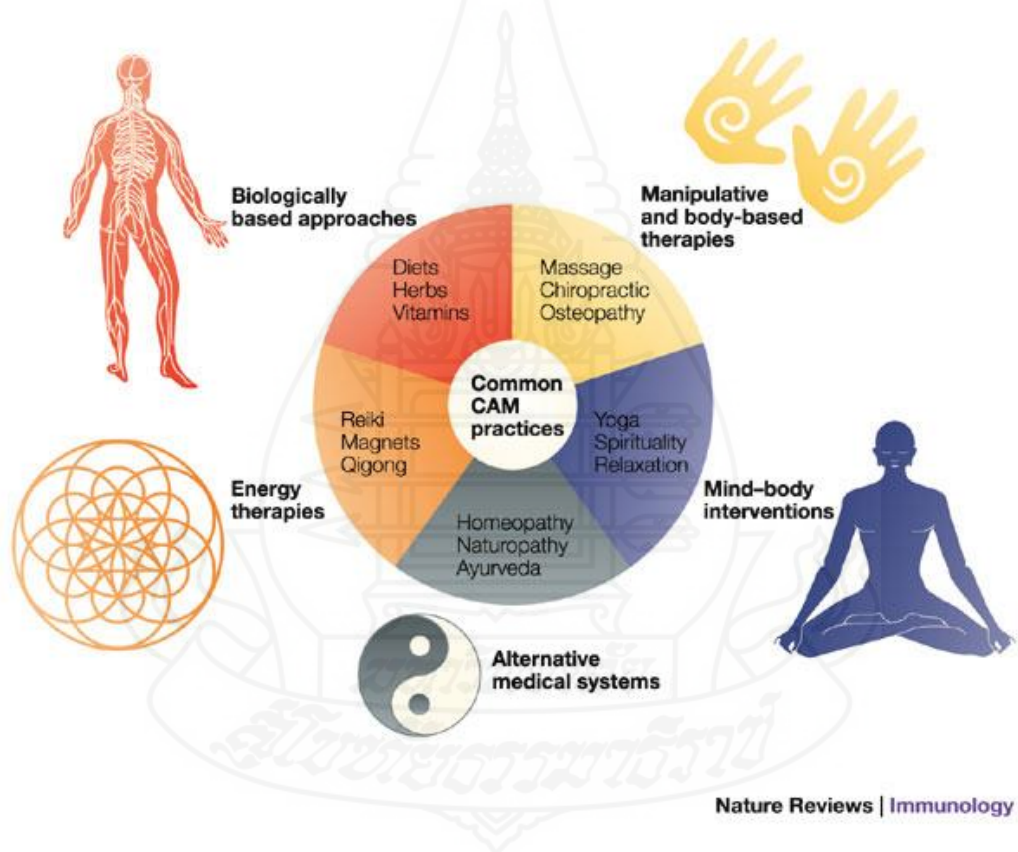 Biologically
based approaches
Manipulative
and body-based
therapies
Diets
Herbs
Vitamins
Massage
Chiropractic
Osteopathy
Common
CAM
practices
Reiki
Magnets
Qigong
Yoga
Spirituality
Relaxation
Energy
therapies
Mind–body
interventions
Homeopathy
Naturopathy
Ayurveda
Alternative
medical systems
Nature Reviews | Immunology